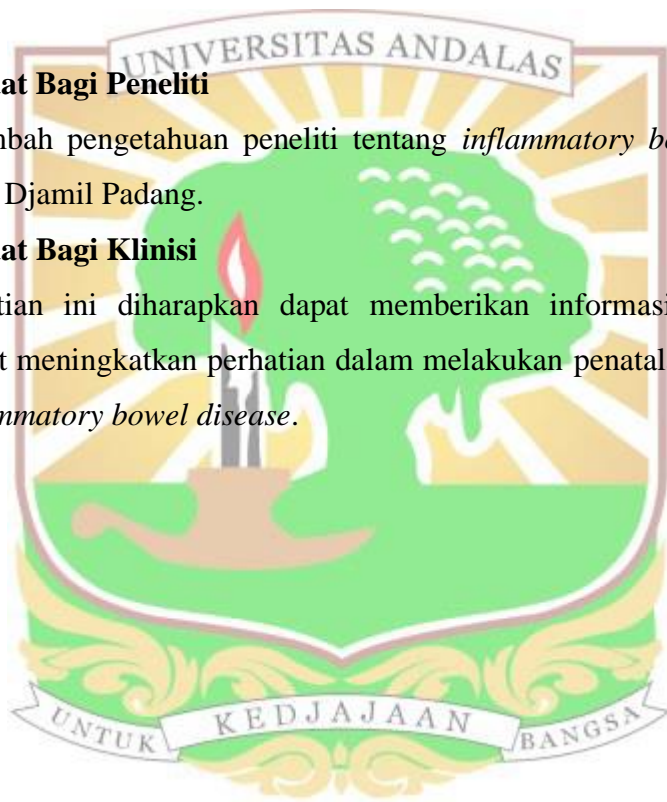 UNIVERSITAS ANDALAS
at Bagi Peneliti
nbah pengetahuan peneliti tentang inflammatory b
Djamil Padang.
at Bagi Klinisi
tian ini diharapkan dapat memberikan informasi
t meningkatkan perhatian dalam melakukan penatal
mmatory bowel disease.
UNTUK KEDJAJAAN BANGSA